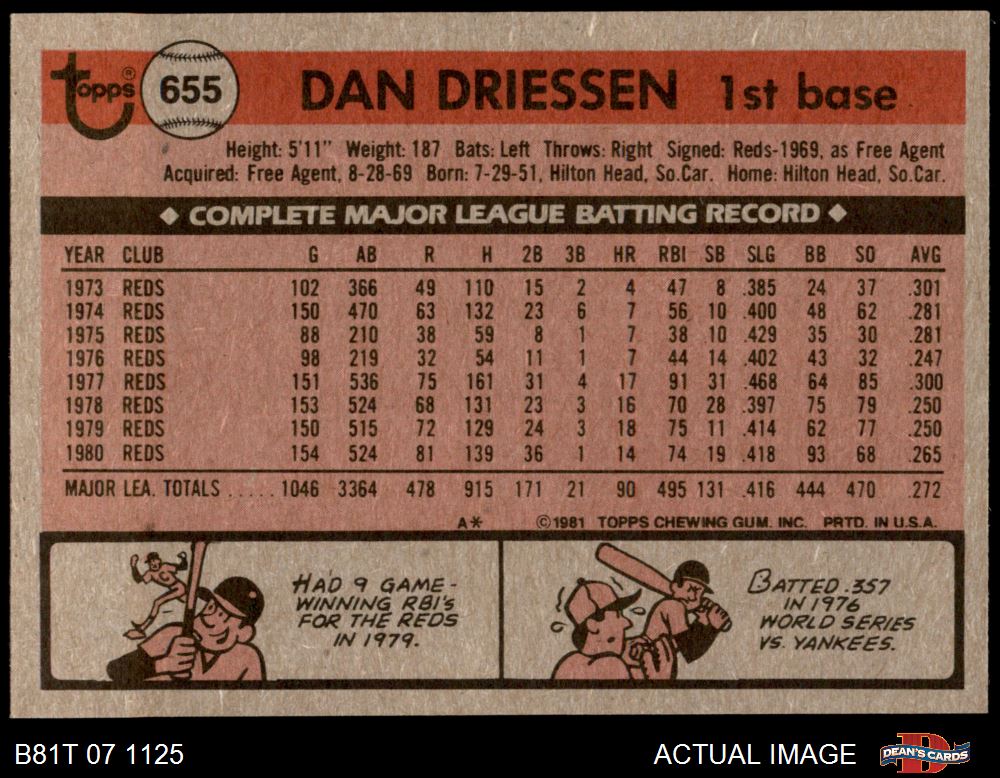 topps® 655 DAN DRIESSEN 1st base
Height: 5'11" Weight: 187 Bats: Left Throws: Right Signed: Reds-1969, as Free Agent
Acquired: Free Agent, 8-28-69 Born: 7-29-51, Hilton Head, So.Car. Home: Hilton Head, So.Car.
◆ COMPLETE MAJOR LEAGUE BATTING RECORD ◆
YEAR CLUB G AB R H 2B 3B HR RBI SB SLG BB SO AVG
1973 REDS 102 366 49 110 15 2 4 47 8 .385 24 37 .301
1974 REDS 150 470 63 132 23 6 7 56 10 .400 48 62 .281
1975 REDS 88 210 38 59 8 1 7 38 10 .429 35 30 .281
1976 REDS 98 219 32 54 11 1 7 44 14 .402 43 32 .247
1977 REDS 151 536 75 161 31 4 17 91 31 .468 64 85 .300
1978 REDS 153 524 68 131 23 3 16 70 28 .397 75 79 .250
1979 REDS 150 515 72 129 24 3 18 75 11 .414 62 77 .250
1980 REDS 154 524 81 139 36 1 14 74 19 .418 93 68 .265
MAJOR LEA. TOTALS ..... 1046 3364 478 915 171 21 90 495 131 .416 444 470 .272
A* ©1981 TOPPS CHEWING GUM. INC. PRTD. IN U.S.A.
HAD 9 GAME-
WINNING RBI'S
FOR THE REDS
IN 1979.
BATTED .357
IN 1976
WORLD SERIES
VS. YANKEES.
B81T 07 1125 ACTUAL IMAGE DEAN'S CARDS